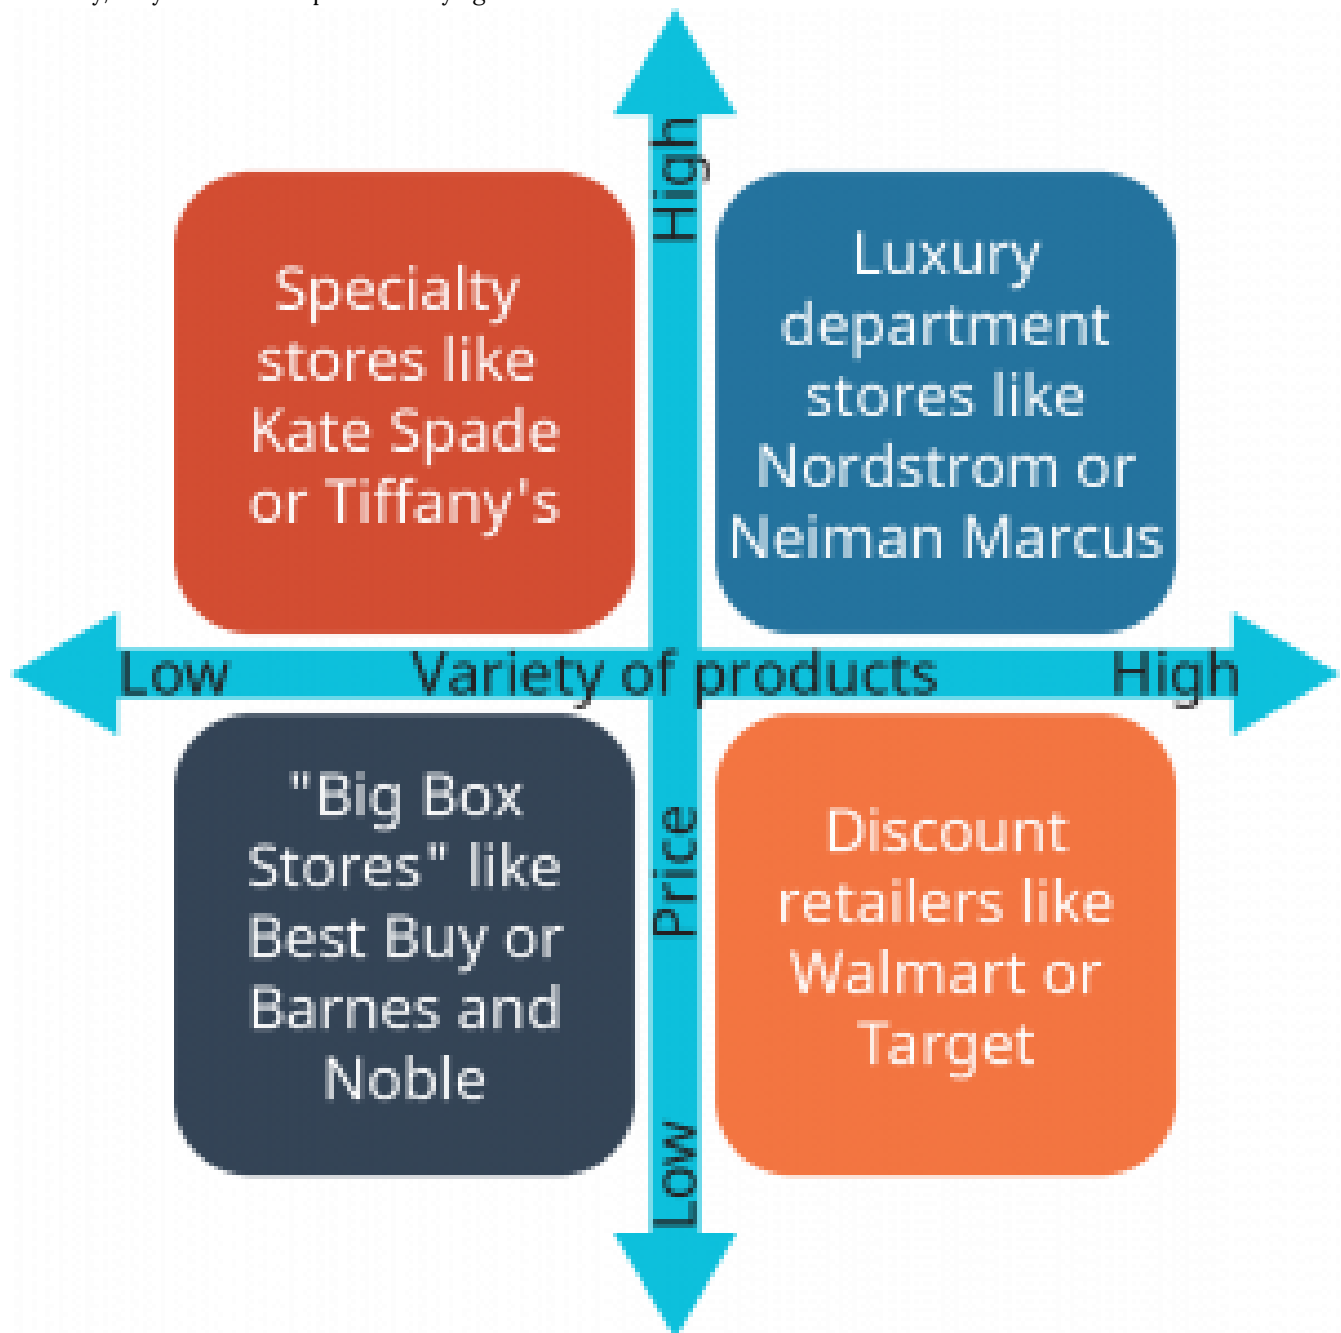 High
Specialty
stores like
Kate Spade
or Tiffany's
Luxury
department
stores like
Nordstrom or
Neiman Marcus
Low Variety of products High
"Big Box
Stores" like
Best Buy or
Barnes and
Noble
Price
Discount
retailers like
Walmart or
Target
Low